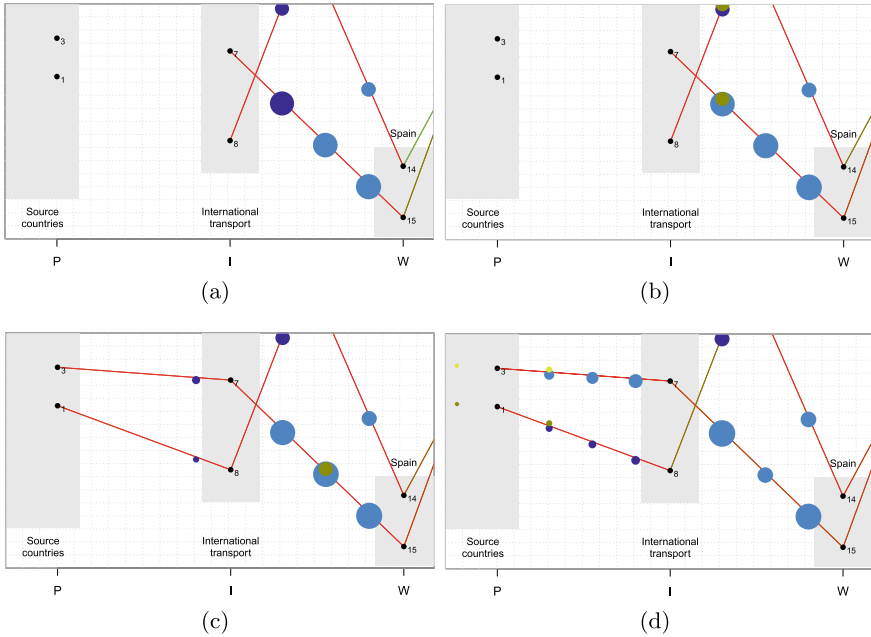 3
1
7
8
Spain
14
15
Source
countries
International
transport
P
I
W
(a)
3
1
7
8
Spain
14
15
Source
countries
International
transport
P
I
W
(b)
3
1
7
8
Spain
14
15
Source
countries
International
transport
P
I
W
(c)
3
1
7
8
Spain
14
15
Source
countries
International
transport
P
I
W
(d)